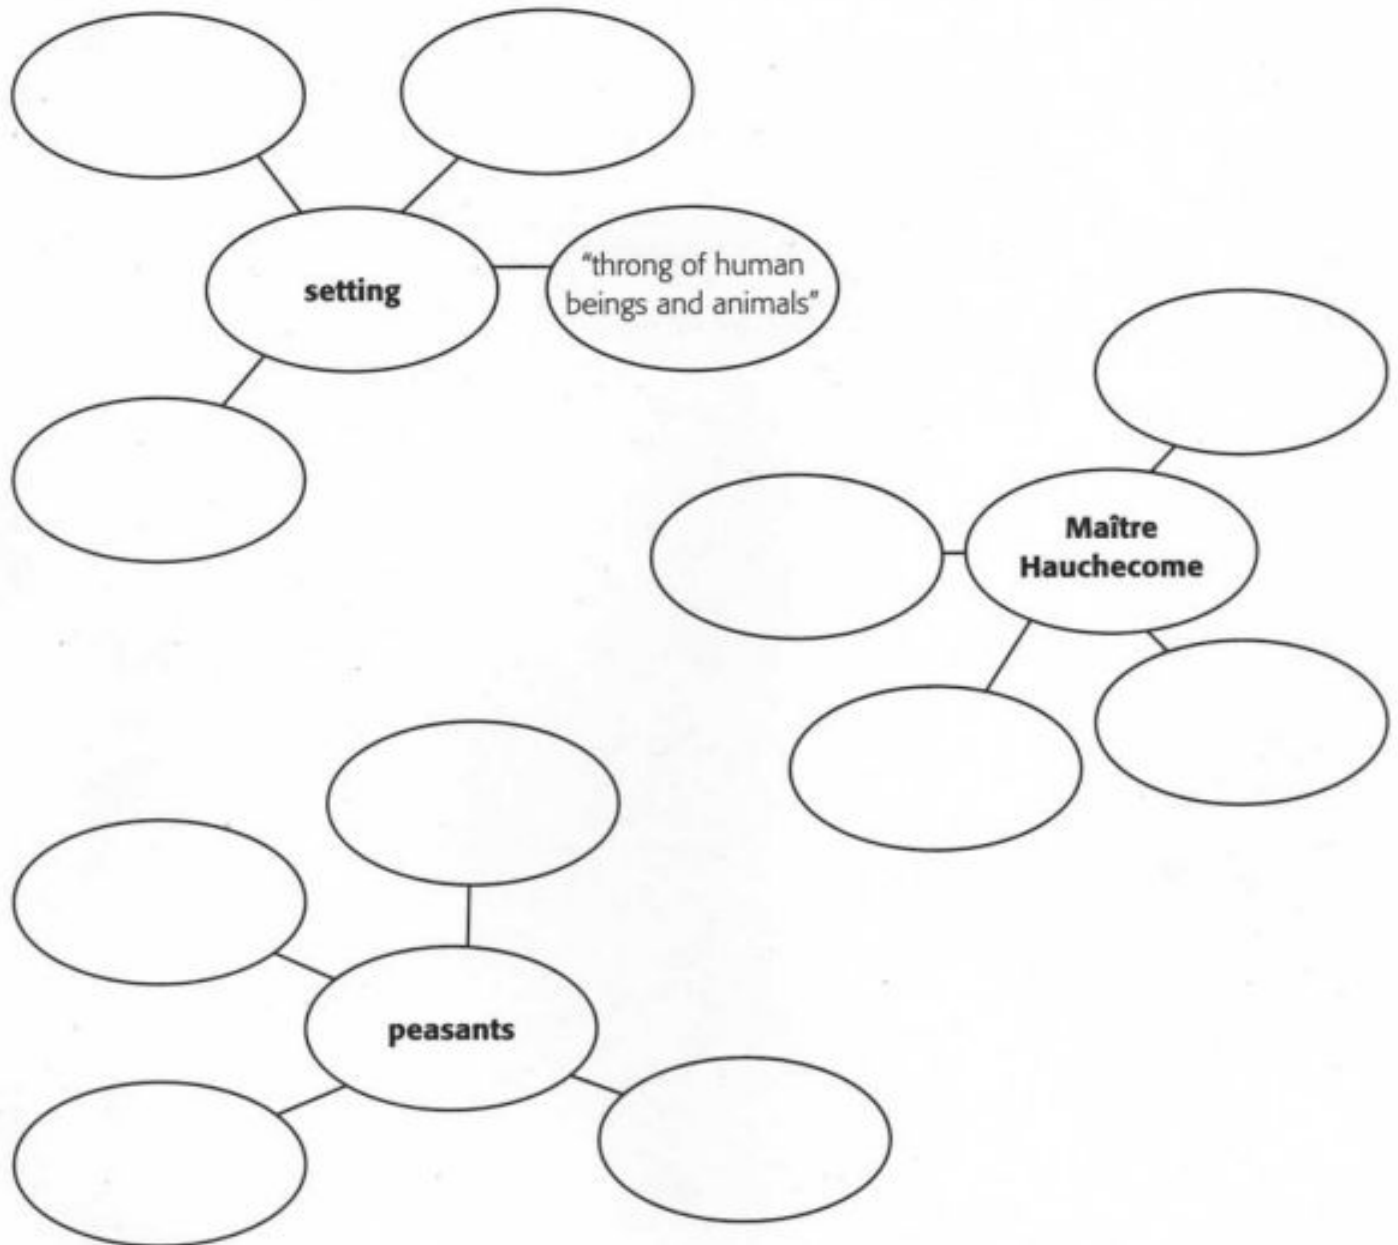 "throng of human
beings and animals"
setting
Maître
Hauchecome
peasants